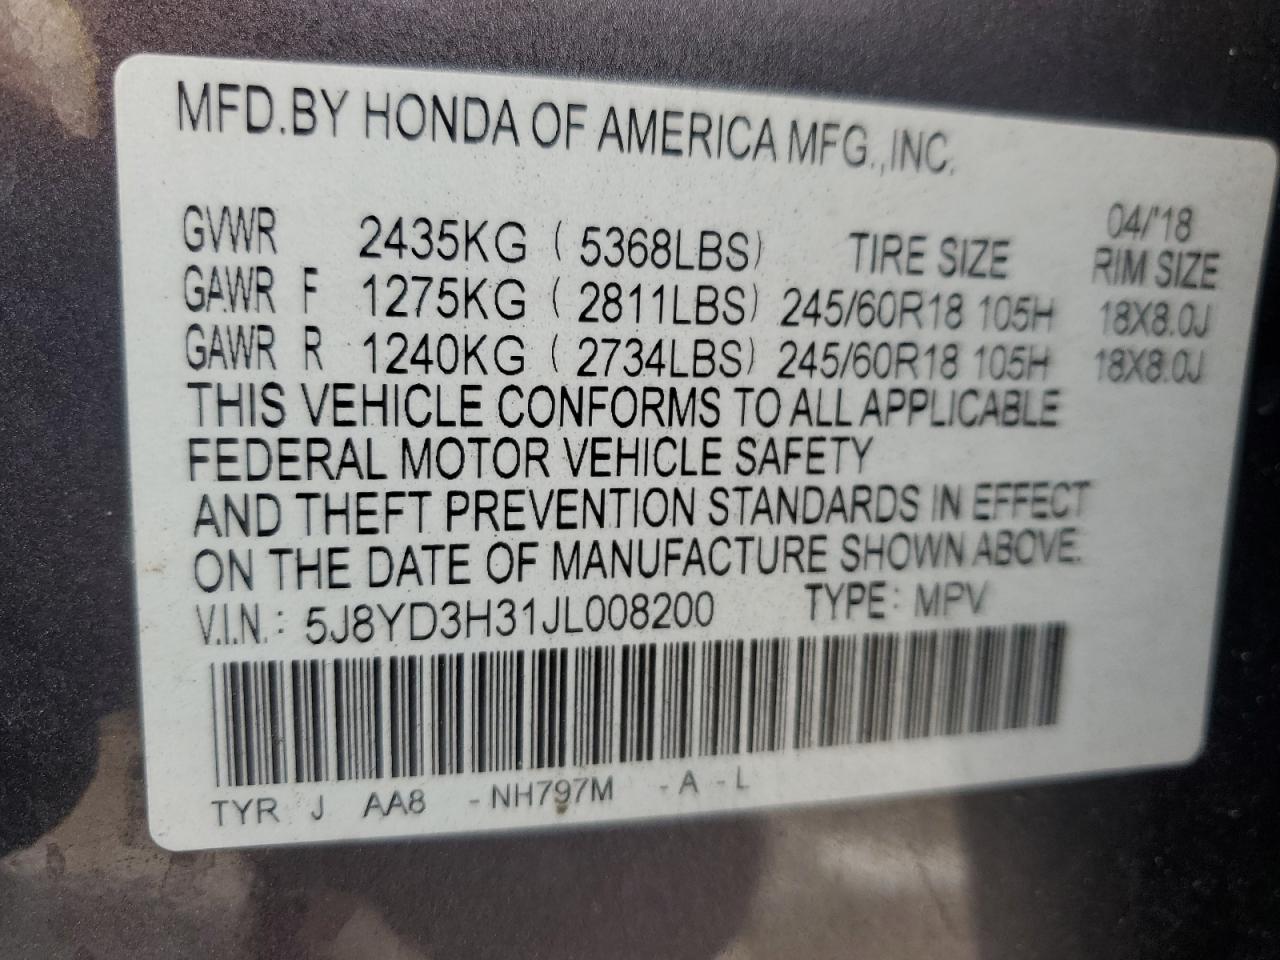 MFD.BY HONDA OF AMERICA MFG.,INC.
04/'18
GVWR 2435KG ( 5368LBS) TIRE SIZE RIM SIZE
GAWR F 1275KG ( 2811LBS) 245/60R18 105H 18X8.0J
GAWR R 1240KG ( 2734LBS) 245/60R18 105H 18X8.0J
THIS VEHICLE CONFORMS TO ALL APPLICABLE
FEDERAL MOTOR VEHICLE SAFETY
AND THEFT PREVENTION STANDARDS IN EFFECT
ON THE DATE OF MANUFACTURE SHOWN ABOVE.
V.I.N.: 5J8YD3H31JL008200 TYPE: MPV
TYR J AA8 -NH797M -A -L